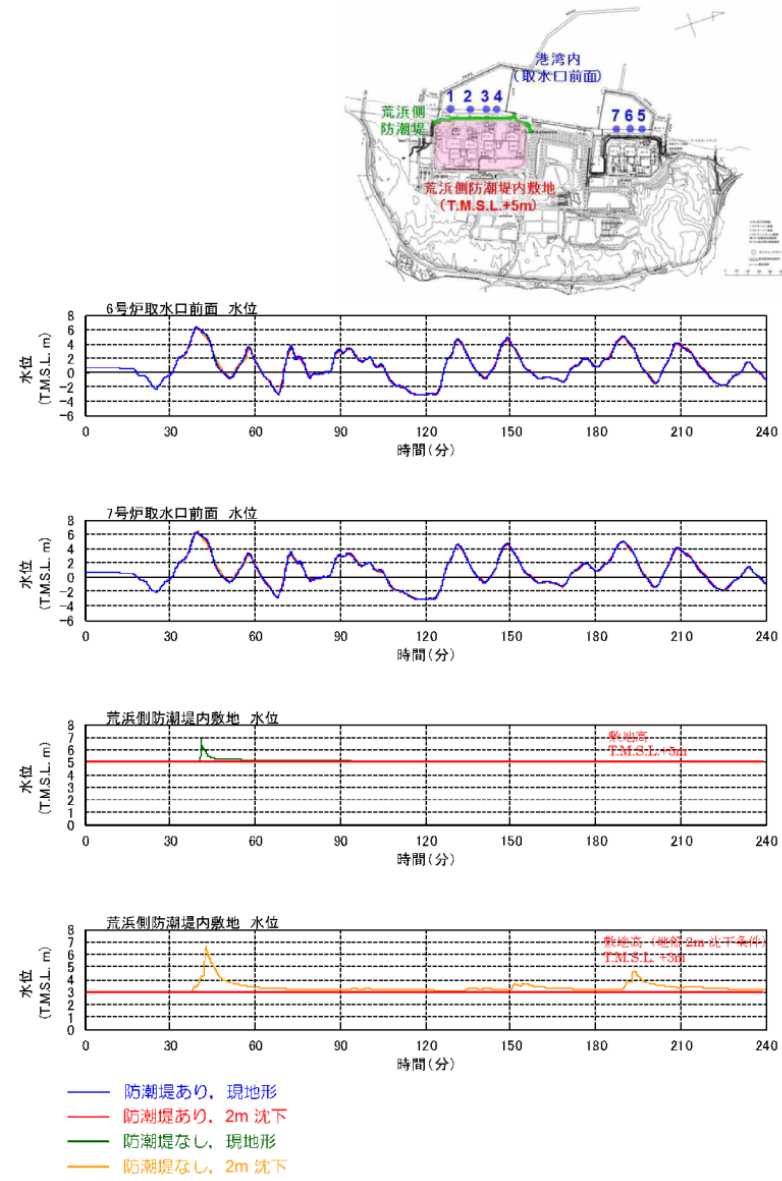 港湾内
(取水口前面)
1 2 3 4
荒浜側
防潮堤
7 6 5
荒浜側防潮堤内敷地
(T.M.S.L.+5m)
6号炉取水口前面 水位
水位
(T.M.S.L. m)
8
6
4
2
0
-2
-4
-6
0 30 60 90 120 150 180 210 240
時間(分)
7号炉取水口前面 水位
水位
(T.M.S.L. m)
8
6
4
2
0
-2
-4
-6
0 30 60 90 120 150 180 210 240
時間(分)
荒浜側防潮堤内敷地 水位
水位
(T.M.S.L. m)
8
7
6
5
4
3
2
1
0
敷地高
T.M.S.L.+5m
0 30 60 90 120 150 180 210 240
時間(分)
荒浜側防潮堤内敷地 水位
水位
(T.M.S.L. m)
8
7
6
5
4
3
2
1
0
敷地高(地盤2m沈下条件)
T.M.S.L. +3m
0 30 60 90 120 150 180 210 240
時間(分)
防潮堤あり, 現地形
防潮堤あり, 2m 沈下
防潮堤なし, 現地形
防潮堤なし, 2m 沈下